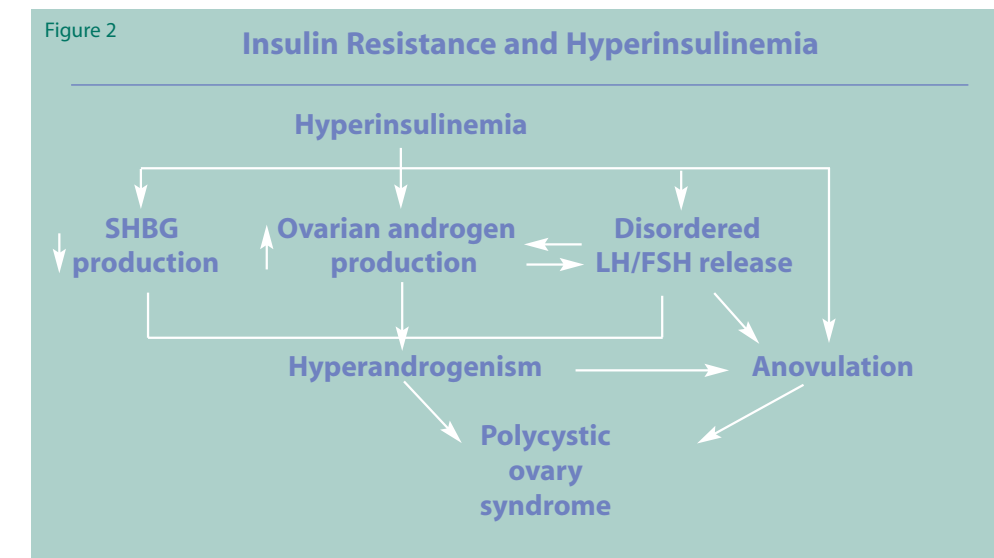 Figure 2
Insulin Resistance and Hyperinsulinemia
Hyperinsulinemia
SHBG
production
Ovarian androgen
production
Disordered
LH/FSH release
Hyperandrogenism
Anovulation
Polycystic
ovary
syndrome